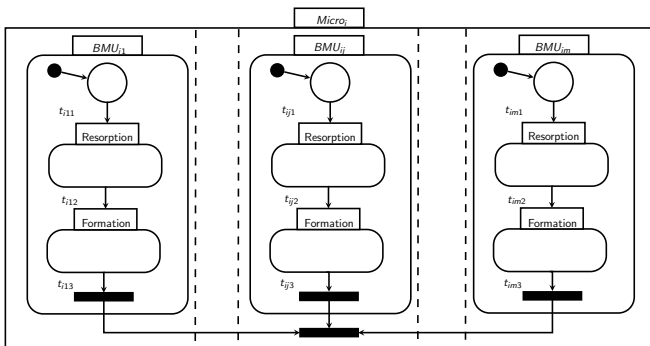 Micro_i
BMU_i1
BMU_ij
BMU_im
t_i11
t_ij1
t_im1
Resorption
Resorption
Resorption
t_i12
t_ij2
t_im2
Formation
Formation
Formation
t_i13
t_ij3
t_im3